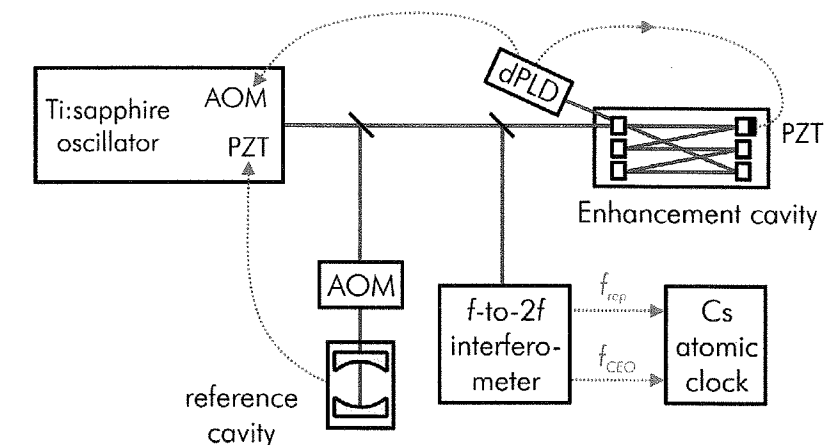 dPLD
Ti:sapphire
oscillator
AOM
PZT
PZT
Enhancement cavity
AOM
reference
cavity
f-to-2f
interfero-
meter
f_rep
f_CEO
Cs
atomic
clock